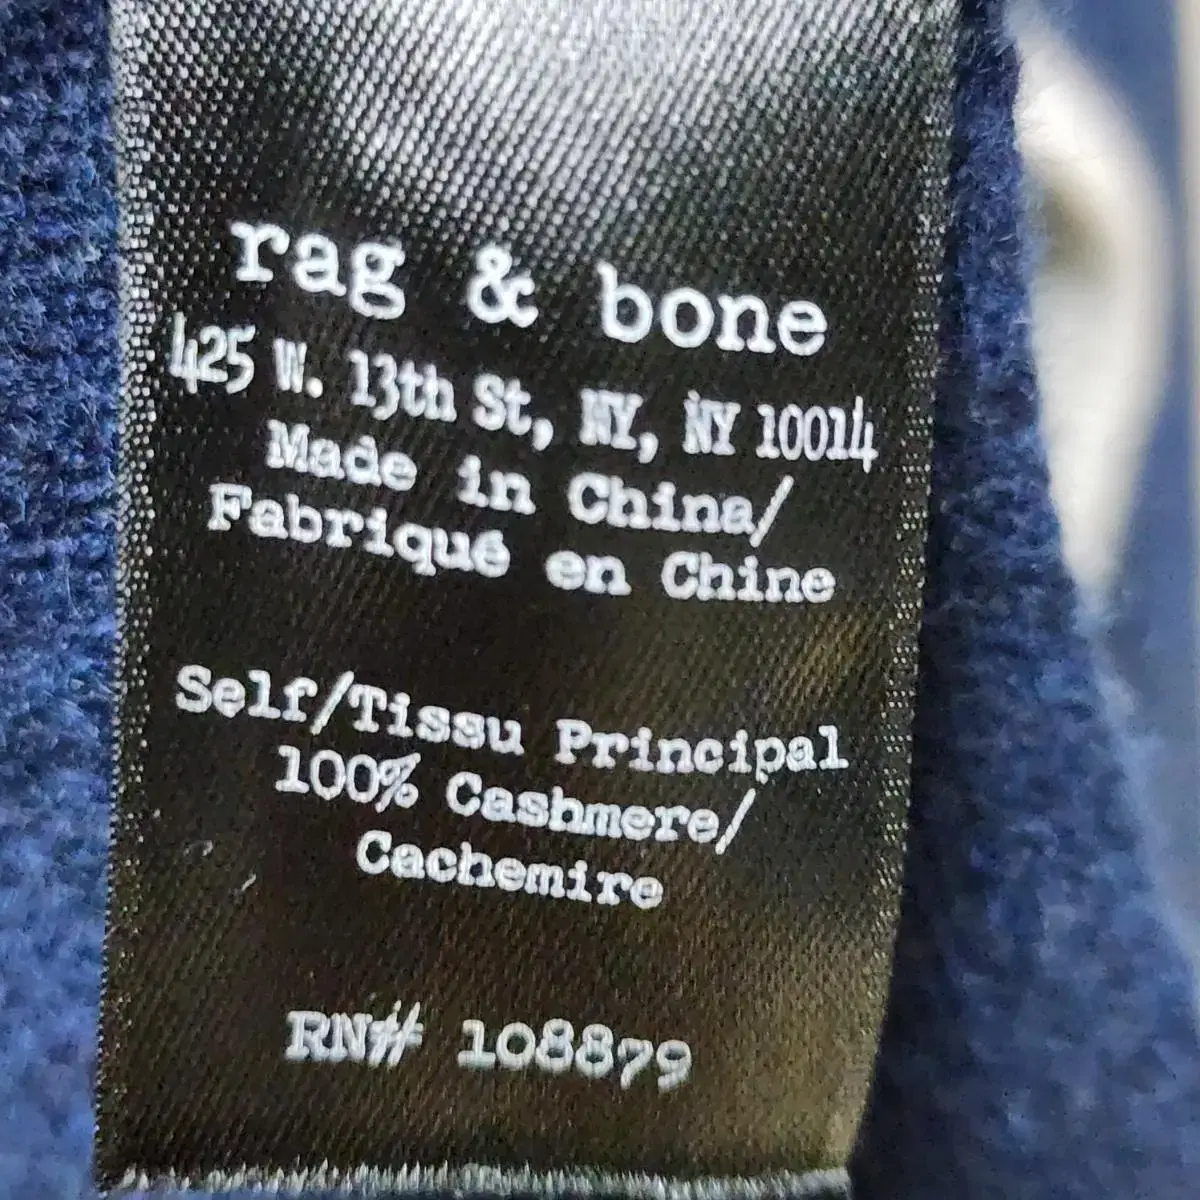 rag & bone
425 W. 13th St, NY, NY 10014
Made in China/
Fabriqué en Chine
Self/Tissu Principal
100% Cashmere/
Cachemire
RN# 108879